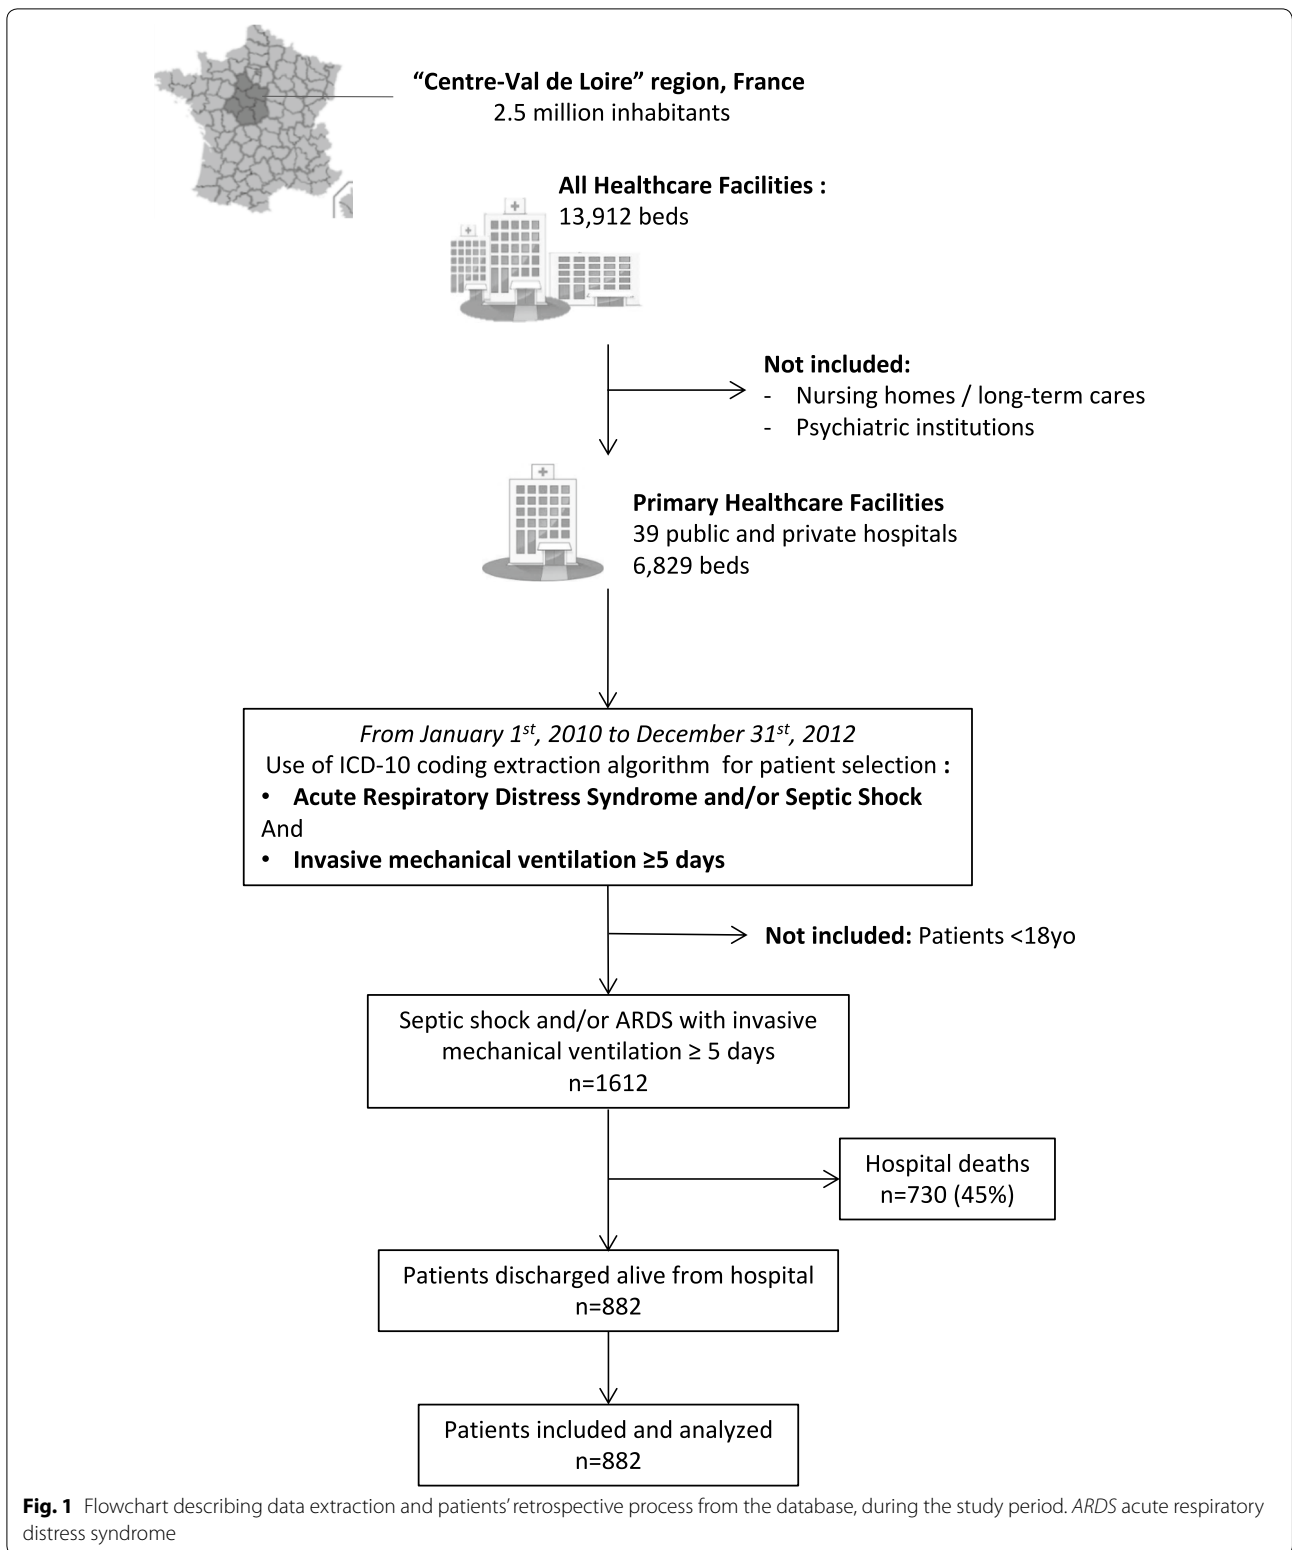 “Centre-Val de Loire” region, France
2.5 million inhabitants
All Healthcare Facilities :
13,912 beds
Not included:
- Nursing homes / long-term cares
- Psychiatric institutions
Primary Healthcare Facilities
39 public and private hospitals
6,829 beds
From January 1st, 2010 to December 31st, 2012
Use of ICD-10 coding extraction algorithm for patient selection :
• Acute Respiratory Distress Syndrome and/or Septic Shock
And
• Invasive mechanical ventilation ≥5 days
Not included: Patients <18yo
Septic shock and/or ARDS with invasive
mechanical ventilation ≥ 5 days
n=1612
Hospital deaths
n=730 (45%)
Patients discharged alive from hospital
n=882
Patients included and analyzed
n=882
Fig. 1 Flowchart describing data extraction and patients’ retrospective process from the database, during the study period. ARDS acute respiratory
distress syndrome